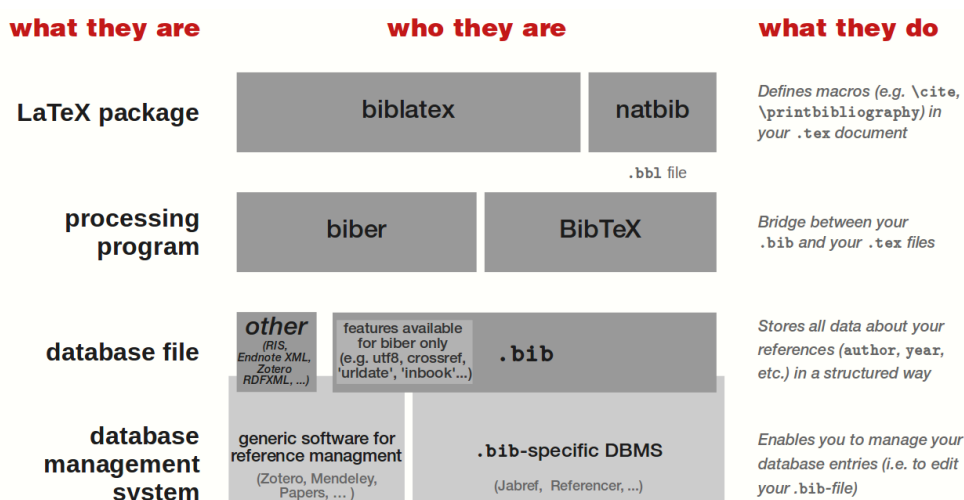 what they are
who they are
what they do
LaTeX package
biblatex
natbib
Defines macros (e.g. \cite,
\printbibliography) in
your .tex document
.bbl file
processing
program
biber
BibTeX
Bridge between your
.bib and your .tex files
database file
other
(RIS,
Endnote XML,
Zotero
RDFXML, ...)
features available
for biber only
(e.g. utf8, crossref,
'urldate', 'inbook'...)
.bib
Stores all data about your
references (author, year,
etc.) in a structured way
database
management
system
generic software for
reference managment
(Zotero, Mendeley,
Papers, ... )
.bib-specific DBMS
(Jabref, Referencer, ...)
Enables you to manage your
database entries (i.e. to edit
your .bib-file)